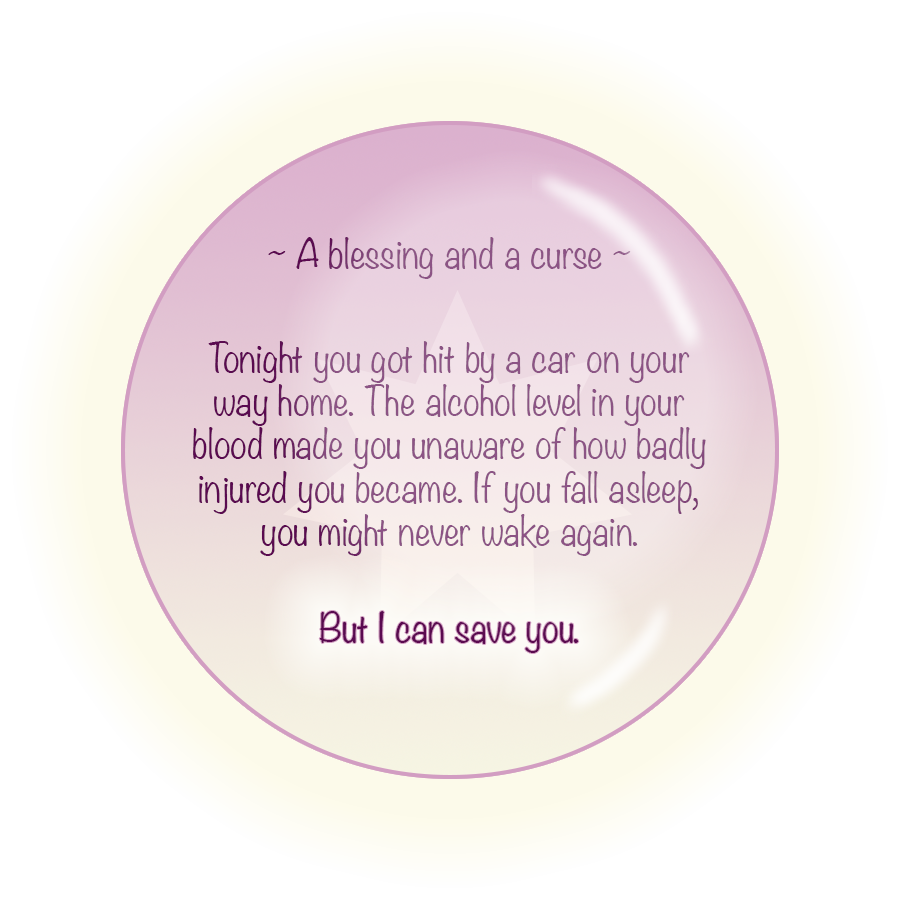 ~ A blessing and a curse ~
Tonight you got hit by a car on your
way home. The alcohol level in your
blood made you unaware of how badly
injured you became. If you fall asleep,
you might never wake again.
But I can save you.